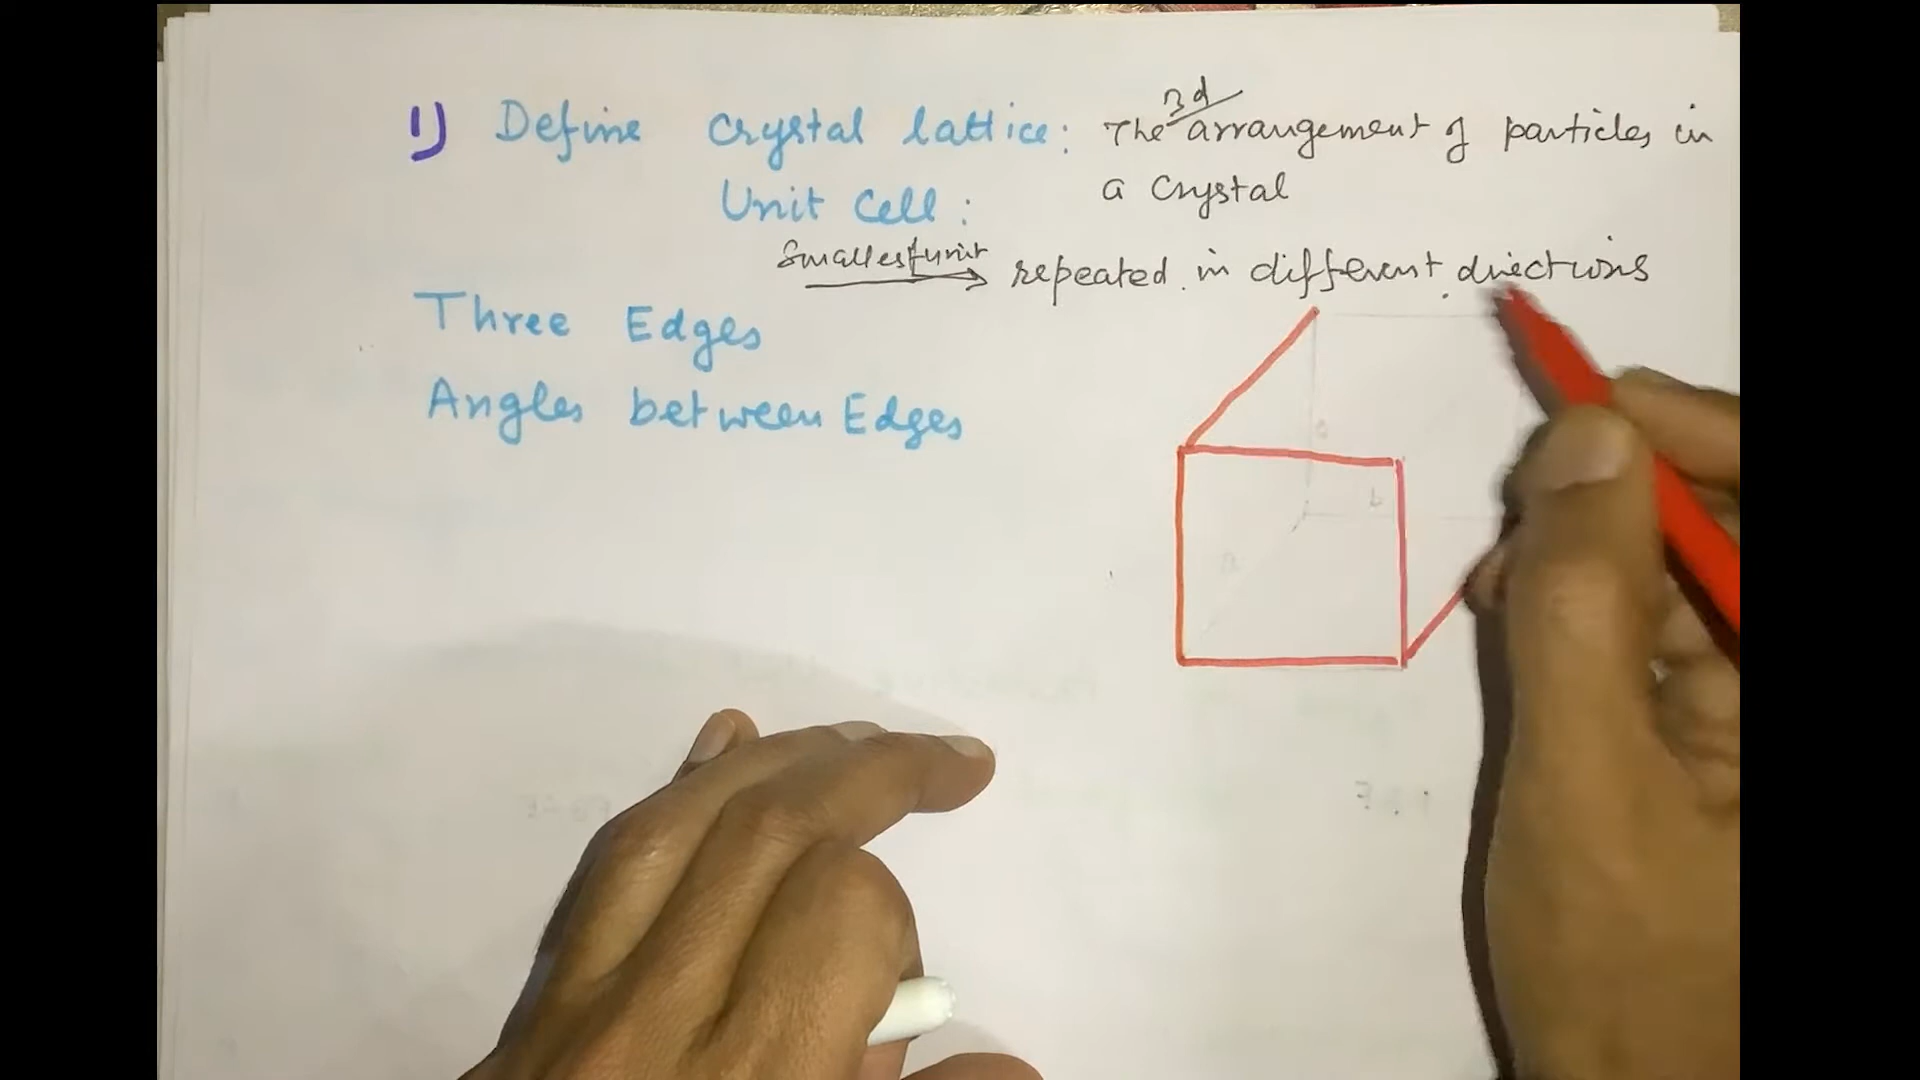 3d
1) Define Crystal lattice: The arrangement of particles in
a Crystal
Unit Cell:
Smallest unit repeated in different directions
Three Edges
Angles between Edges
b
a